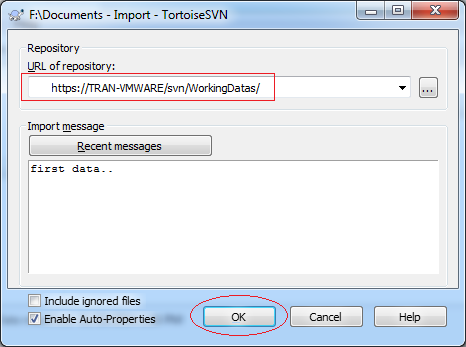 F:\Documents - Import - TortoiseSVN
Repository
URL of repository:
https://TRAN-VMWARE/svn/WorkingDatas/
...
Import message
Recent messages
first data..
Include ignored files
Enable Auto-Properties
OK
Cancel
Help